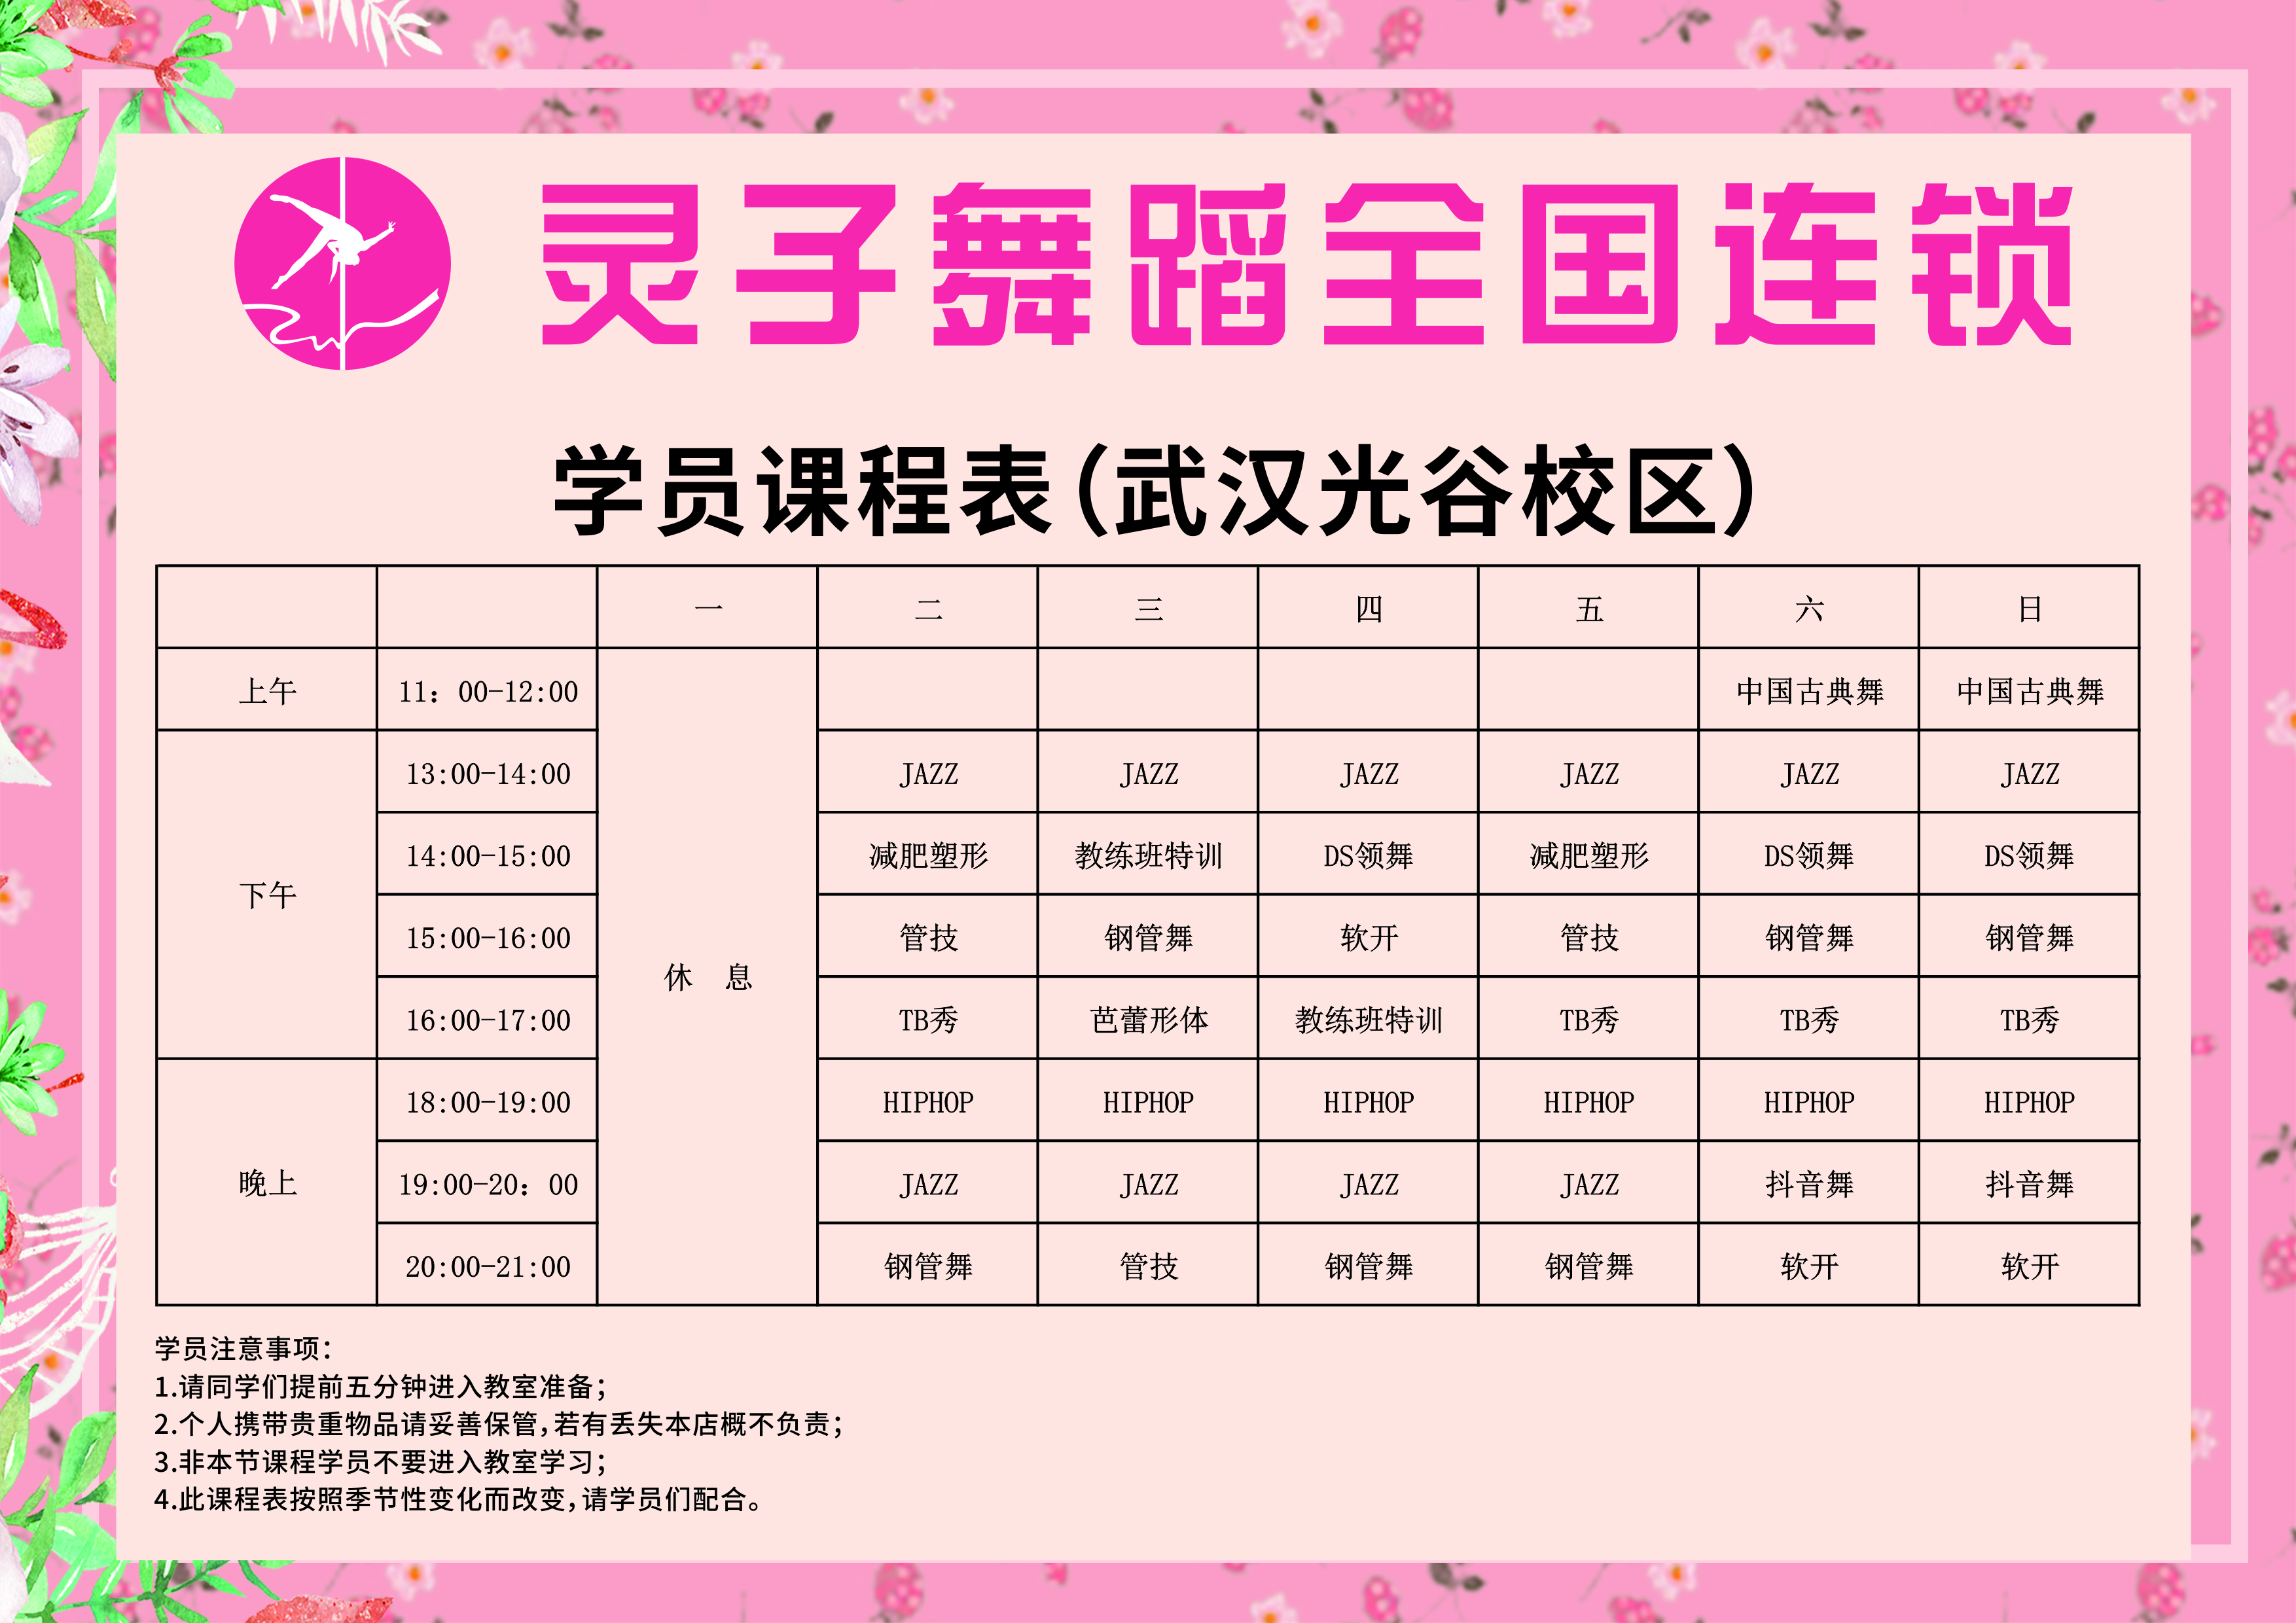 灵子舞蹈全国连锁
学员课程表(武汉光谷校区)
一 二 三 四 五 六 日
上午 11：00-12:00 中国古典舞 中国古典舞
13:00-14:00 JAZZ JAZZ JAZZ JAZZ JAZZ JAZZ
14:00-15:00 减肥塑形 教练班特训 DS领舞 减肥塑形 DS领舞 DS领舞
下午
15:00-16:00 管技 钢管舞 软开 管技 钢管舞 钢管舞
休 息
16:00-17:00 TB秀 芭蕾形体 教练班特训 TB秀 TB秀 TB秀
18:00-19:00 HIPHOP HIPHOP HIPHOP HIPHOP HIPHOP HIPHOP
晚上 19:00-20：00 JAZZ JAZZ JAZZ JAZZ 抖音舞 抖音舞
20:00-21:00 钢管舞 管技 钢管舞 钢管舞 软开 软开
学员注意事项：
1.请同学们提前五分钟进入教室准备；
2.个人携带贵重物品请妥善保管，若有丢失本店概不负责；
3.非本节课程学员不要进入教室学习；
4.此课程表按照季节性变化而改变，请学员们配合。